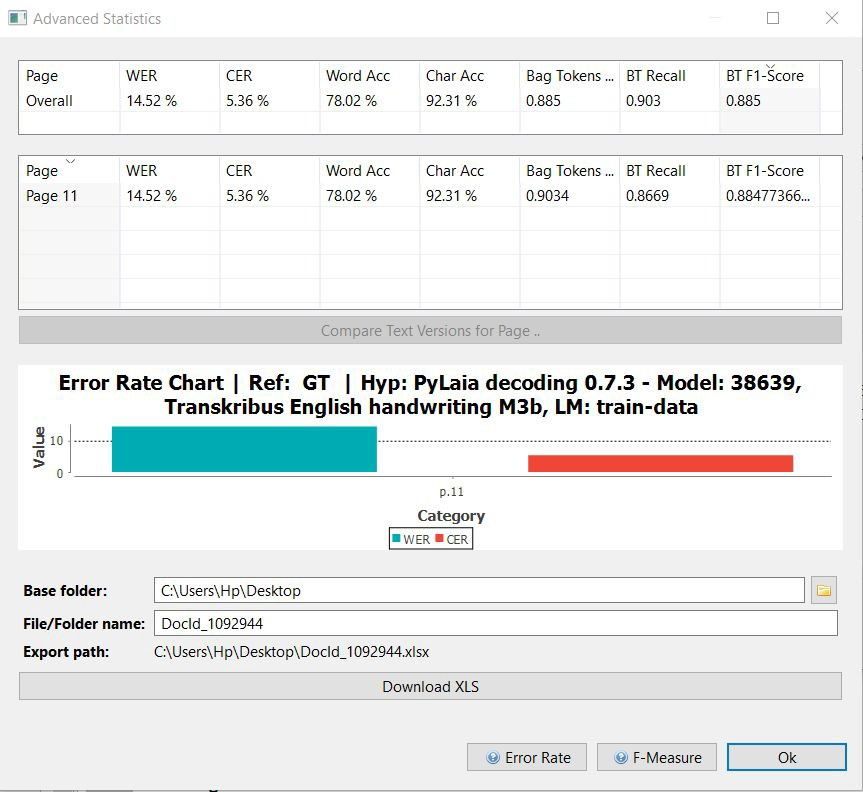 Advanced Statistics
Page WER CER Word Acc Char Acc Bag Tokens ... BT Recall BT F1-Score
Overall 14.52 % 5.36 % 78.02 % 92.31 % 0.885 0.903 0.885
Page WER CER Word Acc Char Acc Bag Tokens ... BT Recall BT F1-Score
Page 11 14.52 % 5.36 % 78.02 % 92.31 % 0.9034 0.8669 0.88477366...
Compare Text Versions for Page ..
Error Rate Chart | Ref: GT | Hyp: PyLaia decoding 0.7.3 - Model: 38639,
Transkribus English handwriting M3b, LM: train-data
Value
10
0
p.11
Category
WER CER
Base folder: C:\Users\Hp\Desktop
File/Folder name: DocId_1092944
Export path: C:\Users\Hp\Desktop\DocId_1092944.xlsx
Download XLS
Error Rate F-Measure Ok